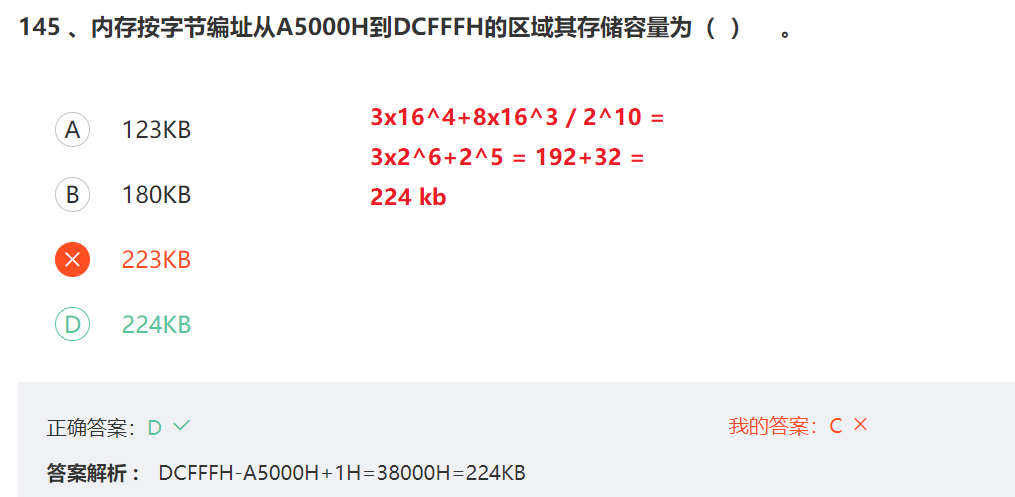 145 、内存按字节编址从A5000H到DCFFFH的区域其存储容量为（ ） 。
3x16^4+8x16^3 / 2^10 =
3x2^6+2^5 = 192+32 =
224 kb
A 123KB
B 180KB
223KB
D 224KB
正确答案：D
我的答案：C
答案解析： DCFFFH-A5000H+1H=38000H=224KB